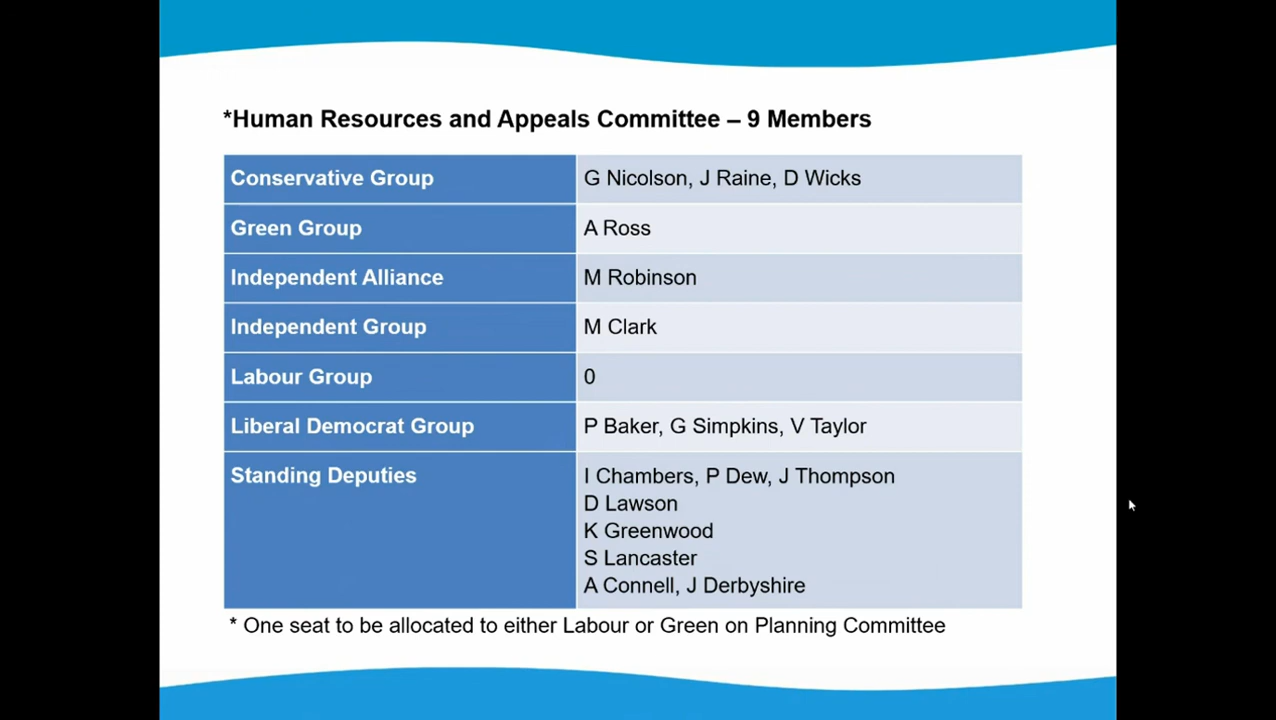 *Human Resources and Appeals Committee – 9 Members
Conservative Group
G Nicolson, J Raine, D Wicks
Green Group
A Ross
Independent Alliance
M Robinson
Independent Group
M Clark
Labour Group
0
Liberal Democrat Group
P Baker, G Simpkins, V Taylor
Standing Deputies
I Chambers, P Dew, J Thompson
D Lawson
K Greenwood
S Lancaster
A Connell, J Derbyshire
* One seat to be allocated to either Labour or Green on Planning Committee